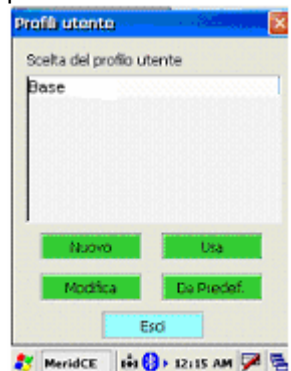 Profili utente
Scelta del profilo utente
Base
Nuovo Usa
Modifica Da Predef.
Esci
MeridCE 12:15 AM